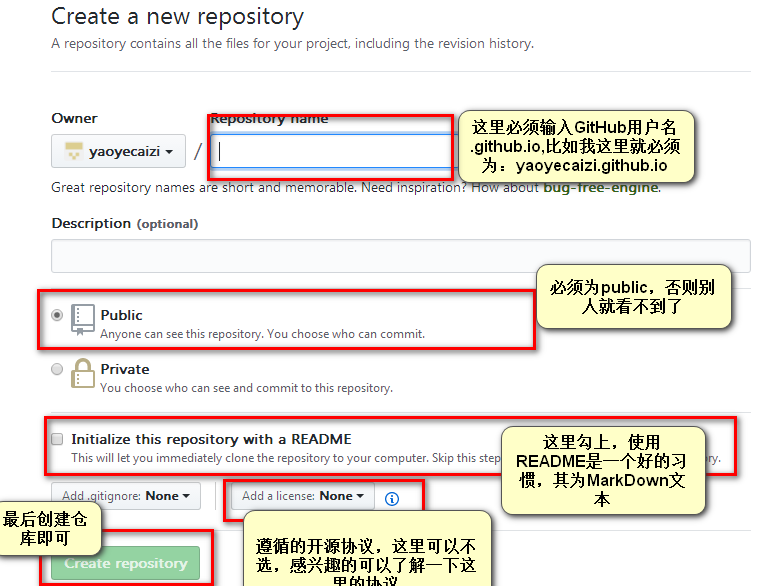 Create a new repository
A repository contains all the files for your project, including the revision history.
Owner
Repository name
yaoyecaizi
/
这里必须输入GitHub用户名
.github.io,比如我这里就必须
为：yaoyecaizi.github.io
Great repository names are short and memorable. Need inspiration? How about bug-free-engine.
Description (optional)
必须为public，否则别
人就看不到了
Public
Anyone can see this repository. You choose who can commit.
Private
You choose who can see and commit to this repository.
Initialize this repository with a README
This will let you immediately clone the repository to your computer. Skip this step
ory.
这里勾上，使用
README是一个好的习
惯，其为MarkDown文
本
Add .gitignore: None
Add a license: None
最后创建仓
库即可
Create repository
遵循的开源协议，这里可以不
选，感兴趣的可以了解一下这
里的协议